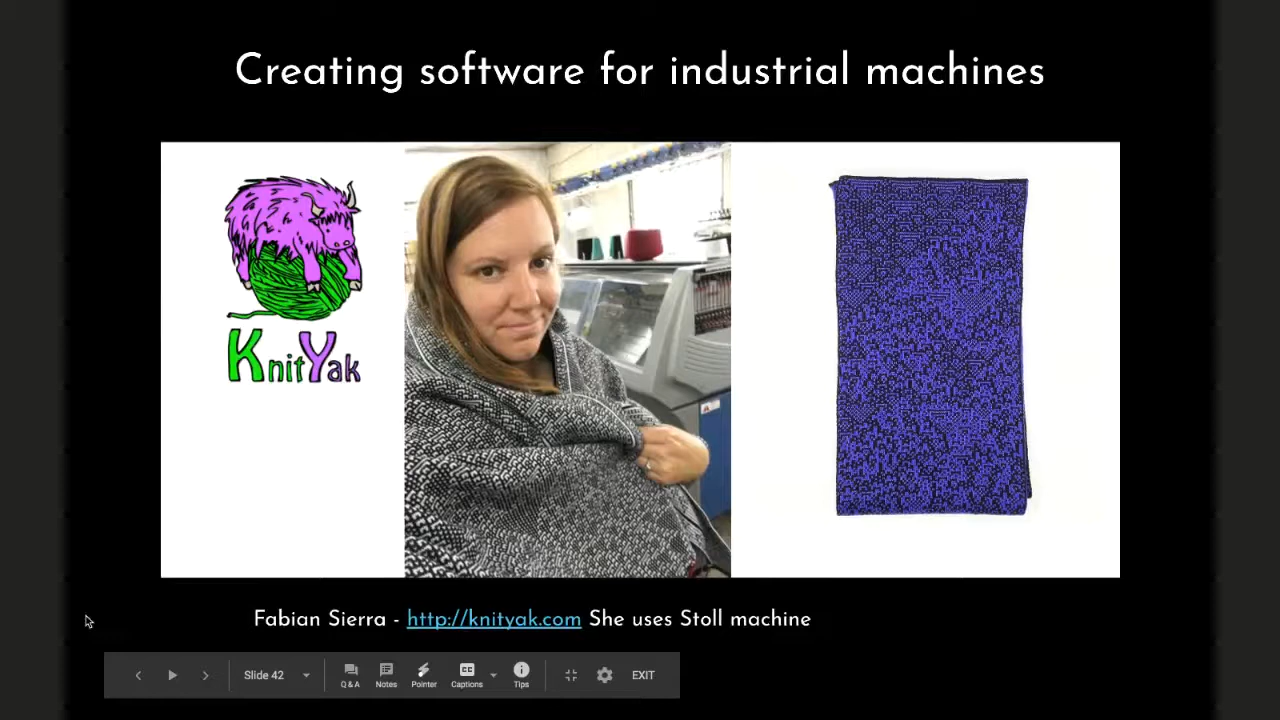 Creating software for industrial machines
KnitYak
Fabian Sierra - http://knityak.com She uses Stoll machine
Slide 42
Q & A
Notes
Pointer
CC
Captions
Tips
EXIT